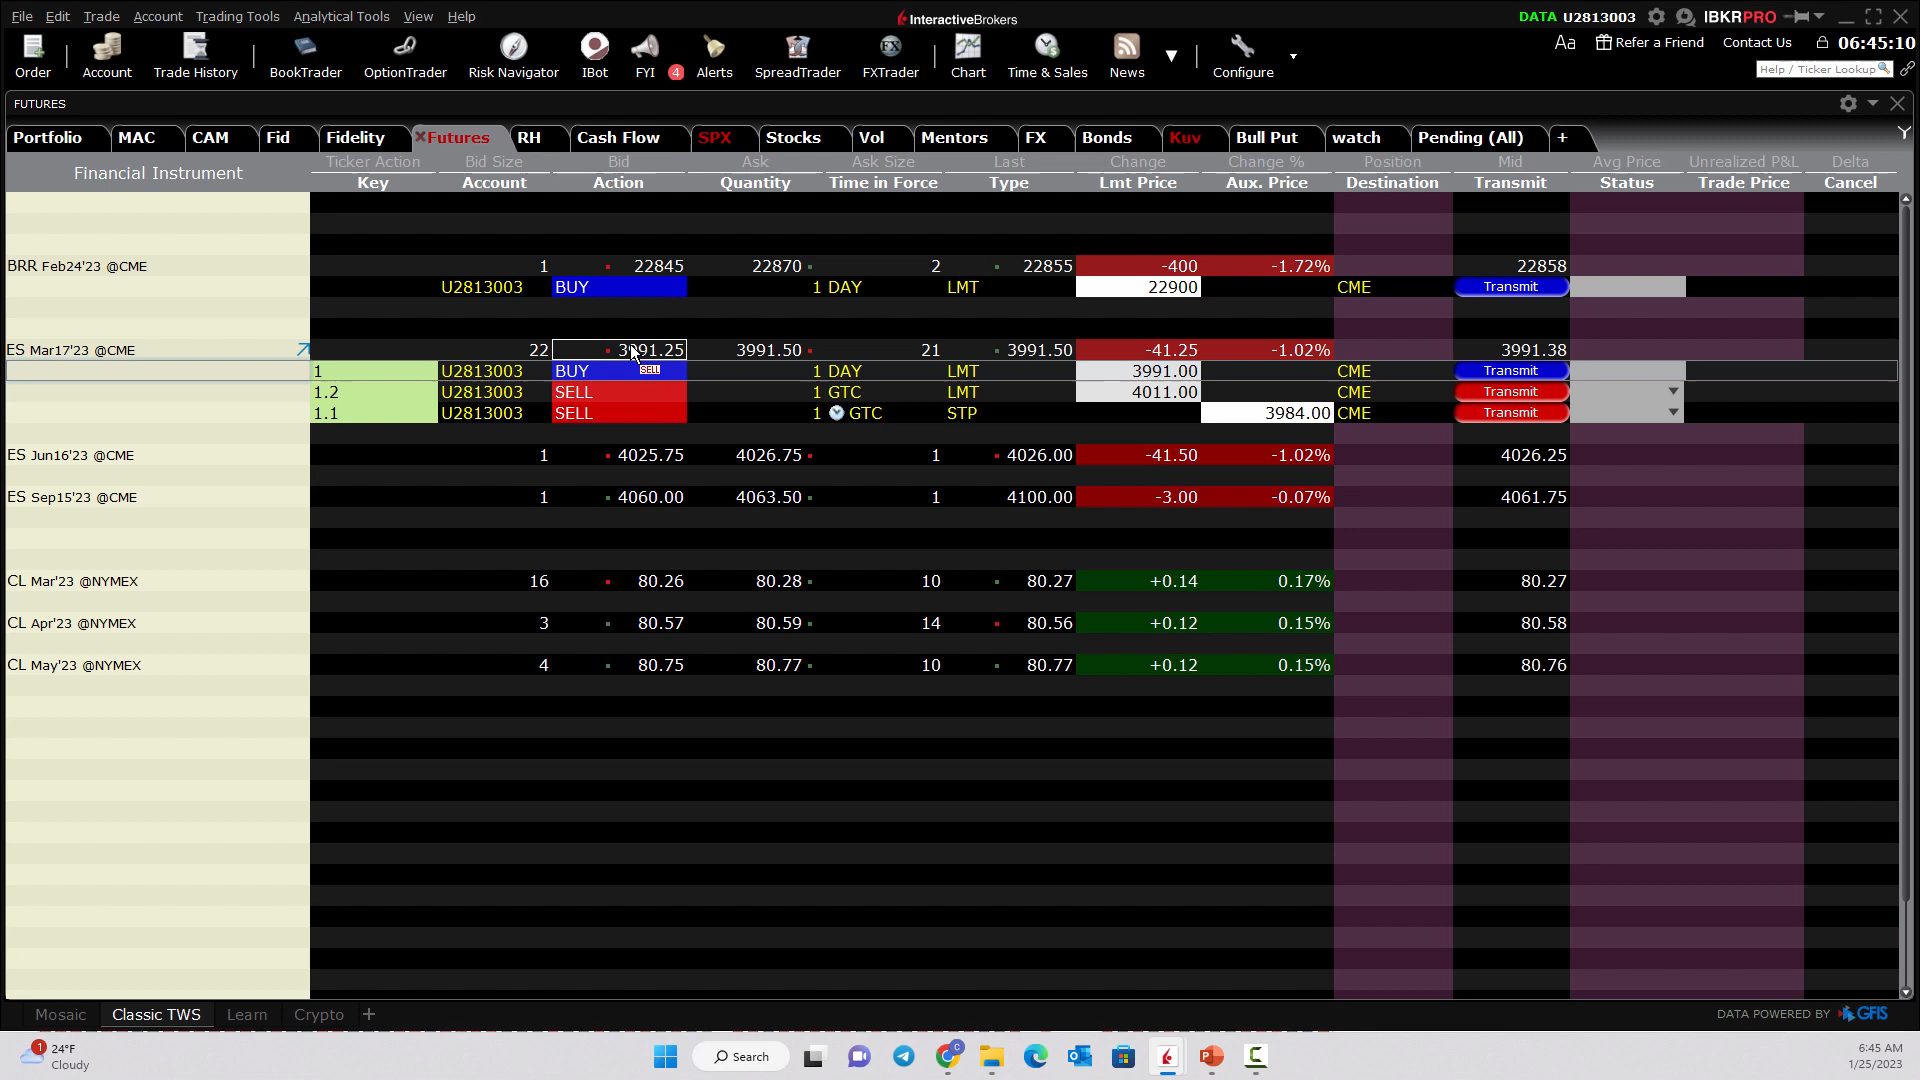 File Edit Trade Account Trading Tools Analytical Tools View Help
InteractiveBrokers
DATA U2813003 IBKRPRO
Order Account Trade History BookTrader OptionTrader Risk Navigator IBot FYI 4 Alerts SpreadTrader FXTrader Chart Time & Sales News Configure
Aa Refer a Friend Contact Us 06:45:10
Help / Ticker Lookup
FUTURES
Portfolio MAC CAM Fid Fidelity Futures RH Cash Flow SPX Stocks Vol Mentors FX Bonds Kuv Bull Put watch Pending (All) +
Financial Instrument
Ticker Action Bid Size Bid Ask Ask Size Last Change Change % Position Mid Avg Price Unrealized P&L Delta
Key Account Action Quantity Time in Force Type Lmt Price Aux. Price Destination Transmit Status Trade Price Cancel
BRR Feb24'23 @CME 1 22845 22870 2 22855 -400 -1.72% 22858
U2813003 BUY 1 DAY LMT 22900 CME Transmit
ES Mar17'23 @CME 22 3991.25 3991.50 21 3991.50 -41.25 -1.02% 3991.38
1 U2813003 BUY SELL 1 DAY LMT 3991.00 CME Transmit
1.2 U2813003 SELL 1 GTC LMT 4011.00 CME Transmit
1.1 U2813003 SELL 1 GTC STP 3984.00 CME Transmit
ES Jun16'23 @CME 1 4025.75 4026.75 1 4026.00 -41.50 -1.02% 4026.25
ES Sep15'23 @CME 1 4060.00 4063.50 1 4100.00 -3.00 -0.07% 4061.75
CL Mar'23 @NYMEX 16 80.26 80.28 10 80.27 +0.14 0.17% 80.27
CL Apr'23 @NYMEX 3 80.57 80.59 14 80.56 +0.12 0.15% 80.58
CL May'23 @NYMEX 4 80.75 80.77 10 80.77 +0.12 0.15% 80.76
Mosaic Classic TWS Learn Crypto +
DATA POWERED BY GFIS
1 24°F
Cloudy
Search
6:45 AM
1/25/2023